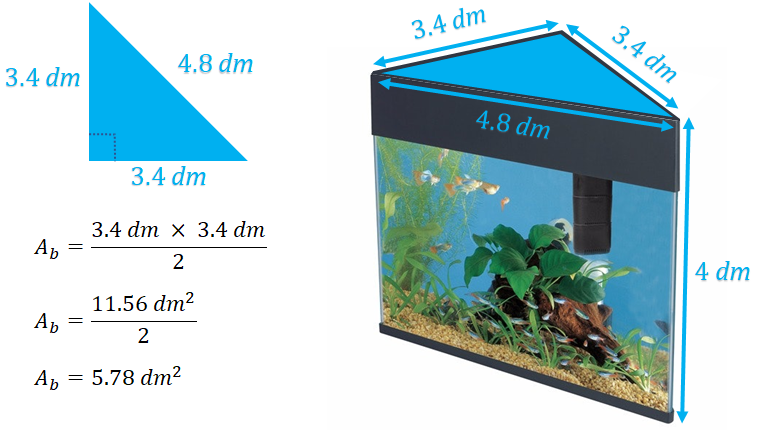 3.4 dm
4.8 dm
3.4 dm
A_b = (3.4 dm × 3.4 dm)/2
A_b = (11.56 dm²)/2
A_b = 5.78 dm²
3.4 dm
3.4 dm
4.8 dm
4 dm